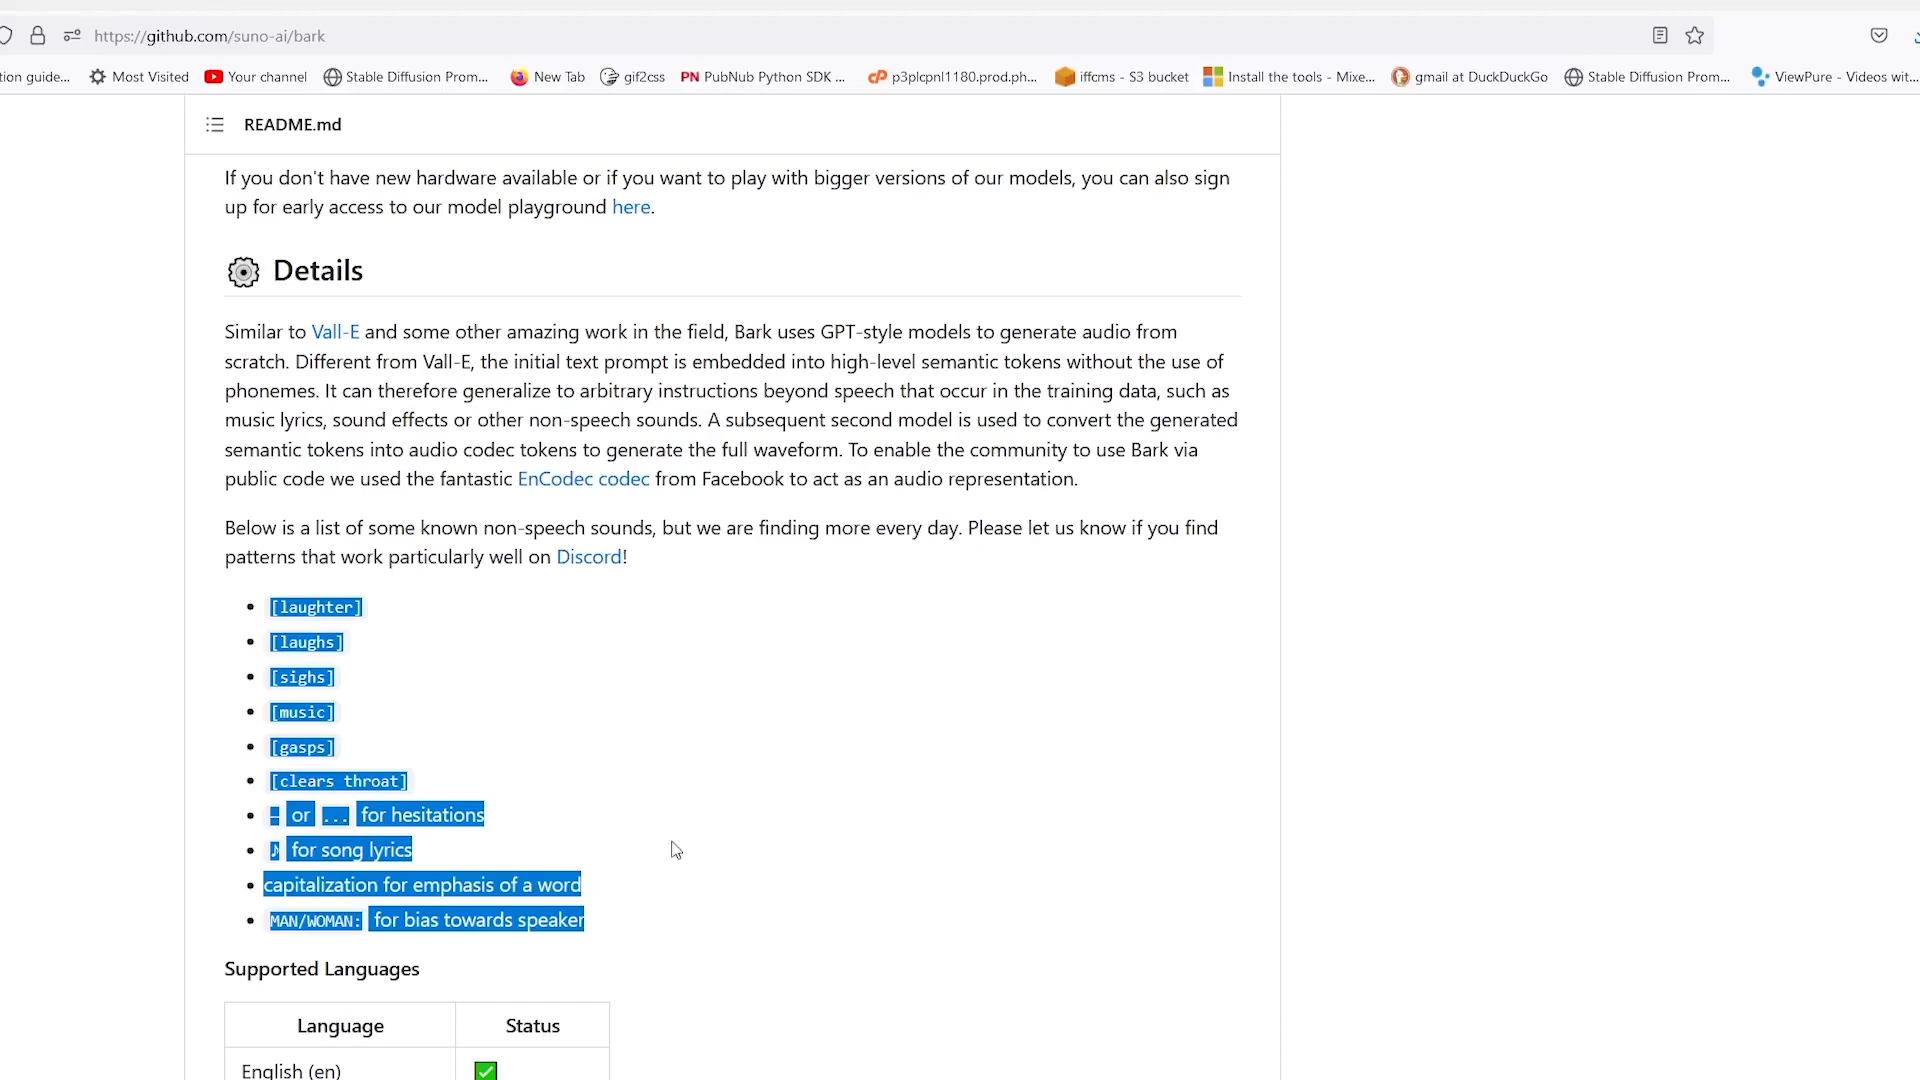 https://github.com/suno-ai/bark
tion guide... Most Visited Your channel Stable Diffusion Prom... New Tab gif2css PN PubNub Python SDK ... cP p3plcpnl1180.prod.ph... iffcms - S3 bucket Install the tools - Mixe... gmail at DuckDuckGo Stable Diffusion Prom... ViewPure - Videos wit...
README.md
If you don't have new hardware available or if you want to play with bigger versions of our models, you can also sign
up for early access to our model playground here.
Details
Similar to Vall-E and some other amazing work in the field, Bark uses GPT-style models to generate audio from
scratch. Different from Vall-E, the initial text prompt is embedded into high-level semantic tokens without the use of
phonemes. It can therefore generalize to arbitrary instructions beyond speech that occur in the training data, such as
music lyrics, sound effects or other non-speech sounds. A subsequent second model is used to convert the generated
semantic tokens into audio codec tokens to generate the full waveform. To enable the community to use Bark via
public code we used the fantastic EnCodec codec from Facebook to act as an audio representation.
Below is a list of some known non-speech sounds, but we are finding more every day. Please let us know if you find
patterns that work particularly well on Discord!
• [laughter]
• [laughs]
• [sighs]
• [music]
• [gasps]
• [clears throat]
• — or ... for hesitations
• ♪ for song lyrics
• capitalization for emphasis of a word
• MAN/WOMAN: for bias towards speaker
Supported Languages
Language Status
English (en) ✅